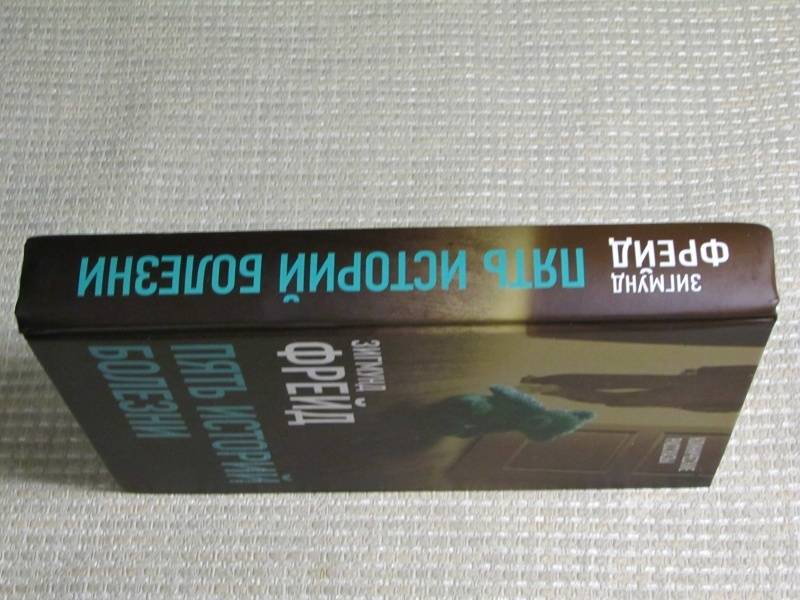 ЗИГМУНД
ФРЕЙД
ПЯТЬ ИСТОРИЙ БОЛЕЗНИ
ЗИГМУНД
ФРЕЙД
ПЯТЬ ИСТОРИЙ
БОЛЕЗНИ